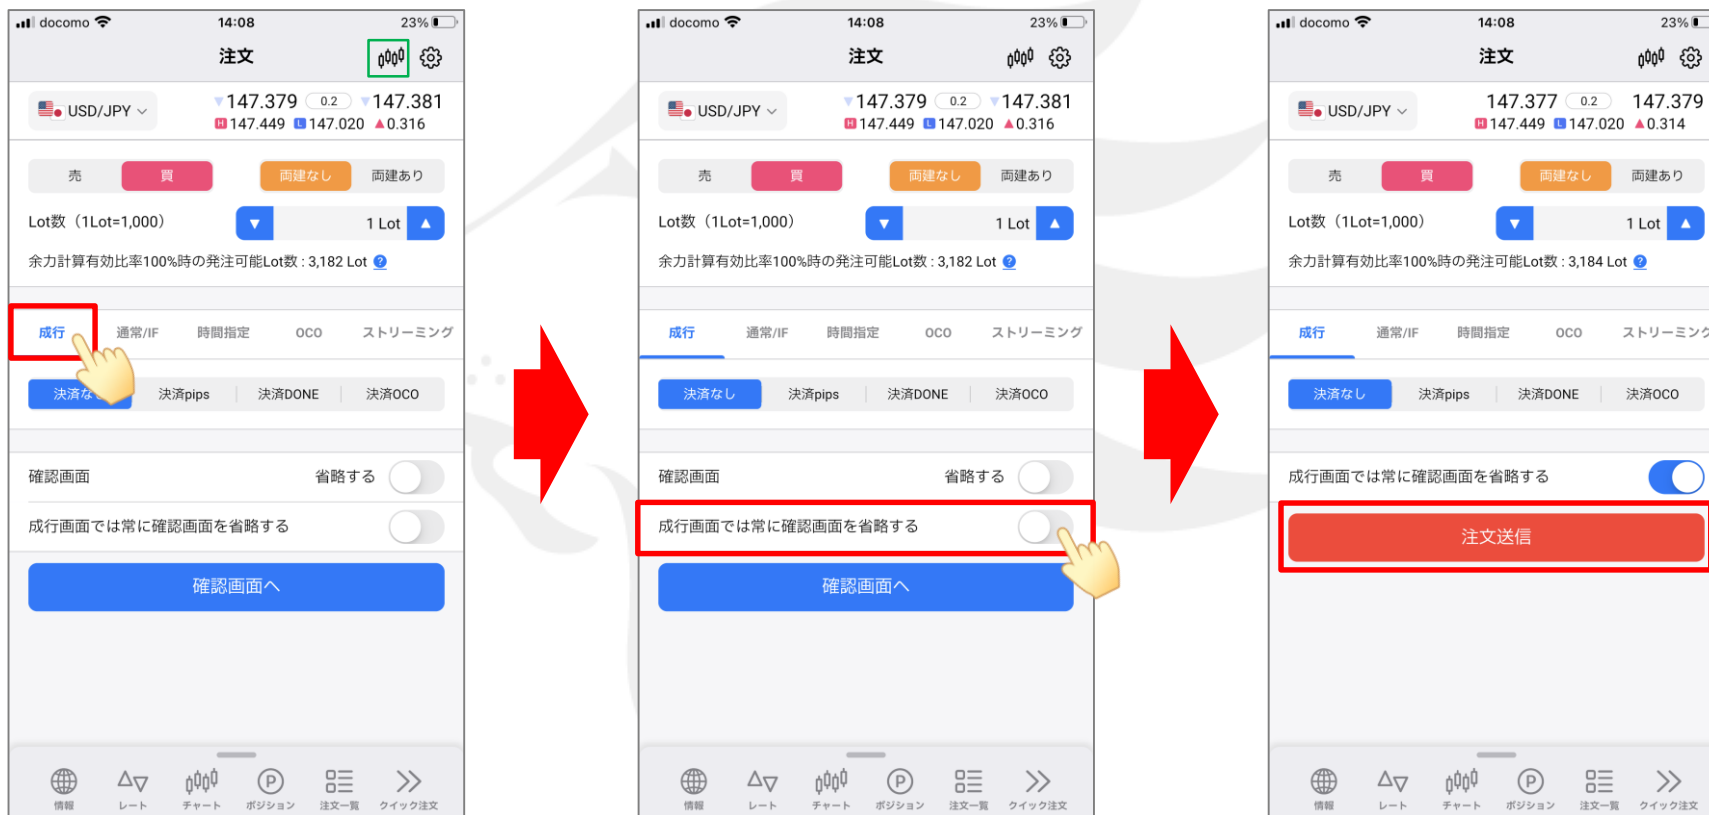 docomo 14:08 23%
注文
USD/JPY 147.379 0.2 147.381
H 147.449 L 147.020 ▲0.316
売 買 両建なし 両建あり
Lot数（1Lot=1,000） ▼ 1 Lot ▲
余力計算有効比率100%時の発注可能Lot数 : 3,182 Lot ?
成行 通常/IF 時間指定 OCO ストリーミング
決済な 決済pips 決済DONE 決済OCO
確認画面 省略する
成行画面では常に確認画面を省略する
確認画面へ
情報 レート チャート ポジション 注文一覧 クイック注文
docomo 14:08 23%
注文
USD/JPY 147.379 0.2 147.381
H 147.449 L 147.020 ▲0.316
売 買 両建なし 両建あり
Lot数（1Lot=1,000） ▼ 1 Lot ▲
余力計算有効比率100%時の発注可能Lot数 : 3,182 Lot ?
成行 通常/IF 時間指定 OCO ストリーミング
決済なし 決済pips 決済DONE 決済OCO
確認画面 省略する
成行画面では常に確認画面を省略する
確認画面へ
情報 レート チャート ポジション 注文一覧 クイック注文
docomo 14:08 23%
注文
USD/JPY 147.377 0.2 147.379
H 147.449 L 147.020 ▲0.314
売 買 両建なし 両建あり
Lot数（1Lot=1,000） ▼ 1 Lot ▲
余力計算有効比率100%時の発注可能Lot数 : 3,184 Lot ?
成行 通常/IF 時間指定 OCO ストリーミング
決済なし 決済pips 決済DONE 決済OCO
成行画面では常に確認画面を省略する
注文送信
情報 レート チャート ポジション 注文一覧 クイック注文